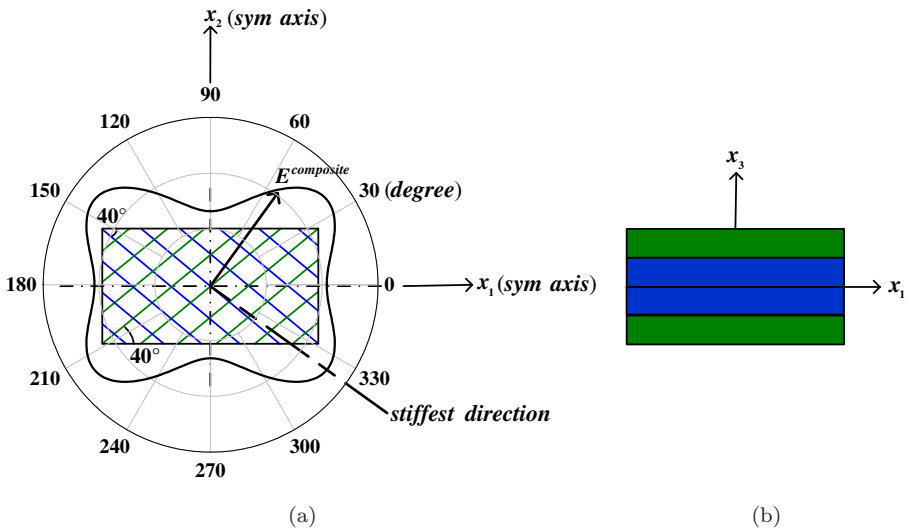 x₂ (sym axis)
90
120
60
E^composite
150
30 (degree)
40°
x₃
180
0
x₁ (sym axis)
x₁
40°
210
330
stiffest direction
240
300
270
(a)
(b)